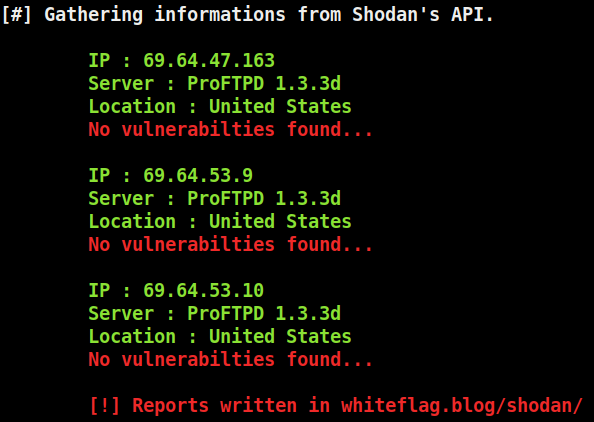 [#] Gathering informations from Shodan's API.
IP : 69.64.47.163
Server : ProFTPD 1.3.3d
Location : United States
No vulnerabilties found...
IP : 69.64.53.9
Server : ProFTPD 1.3.3d
Location : United States
No vulnerabilties found...
IP : 69.64.53.10
Server : ProFTPD 1.3.3d
Location : United States
No vulnerabilties found...
[!] Reports written in whiteflag.blog/shodan/